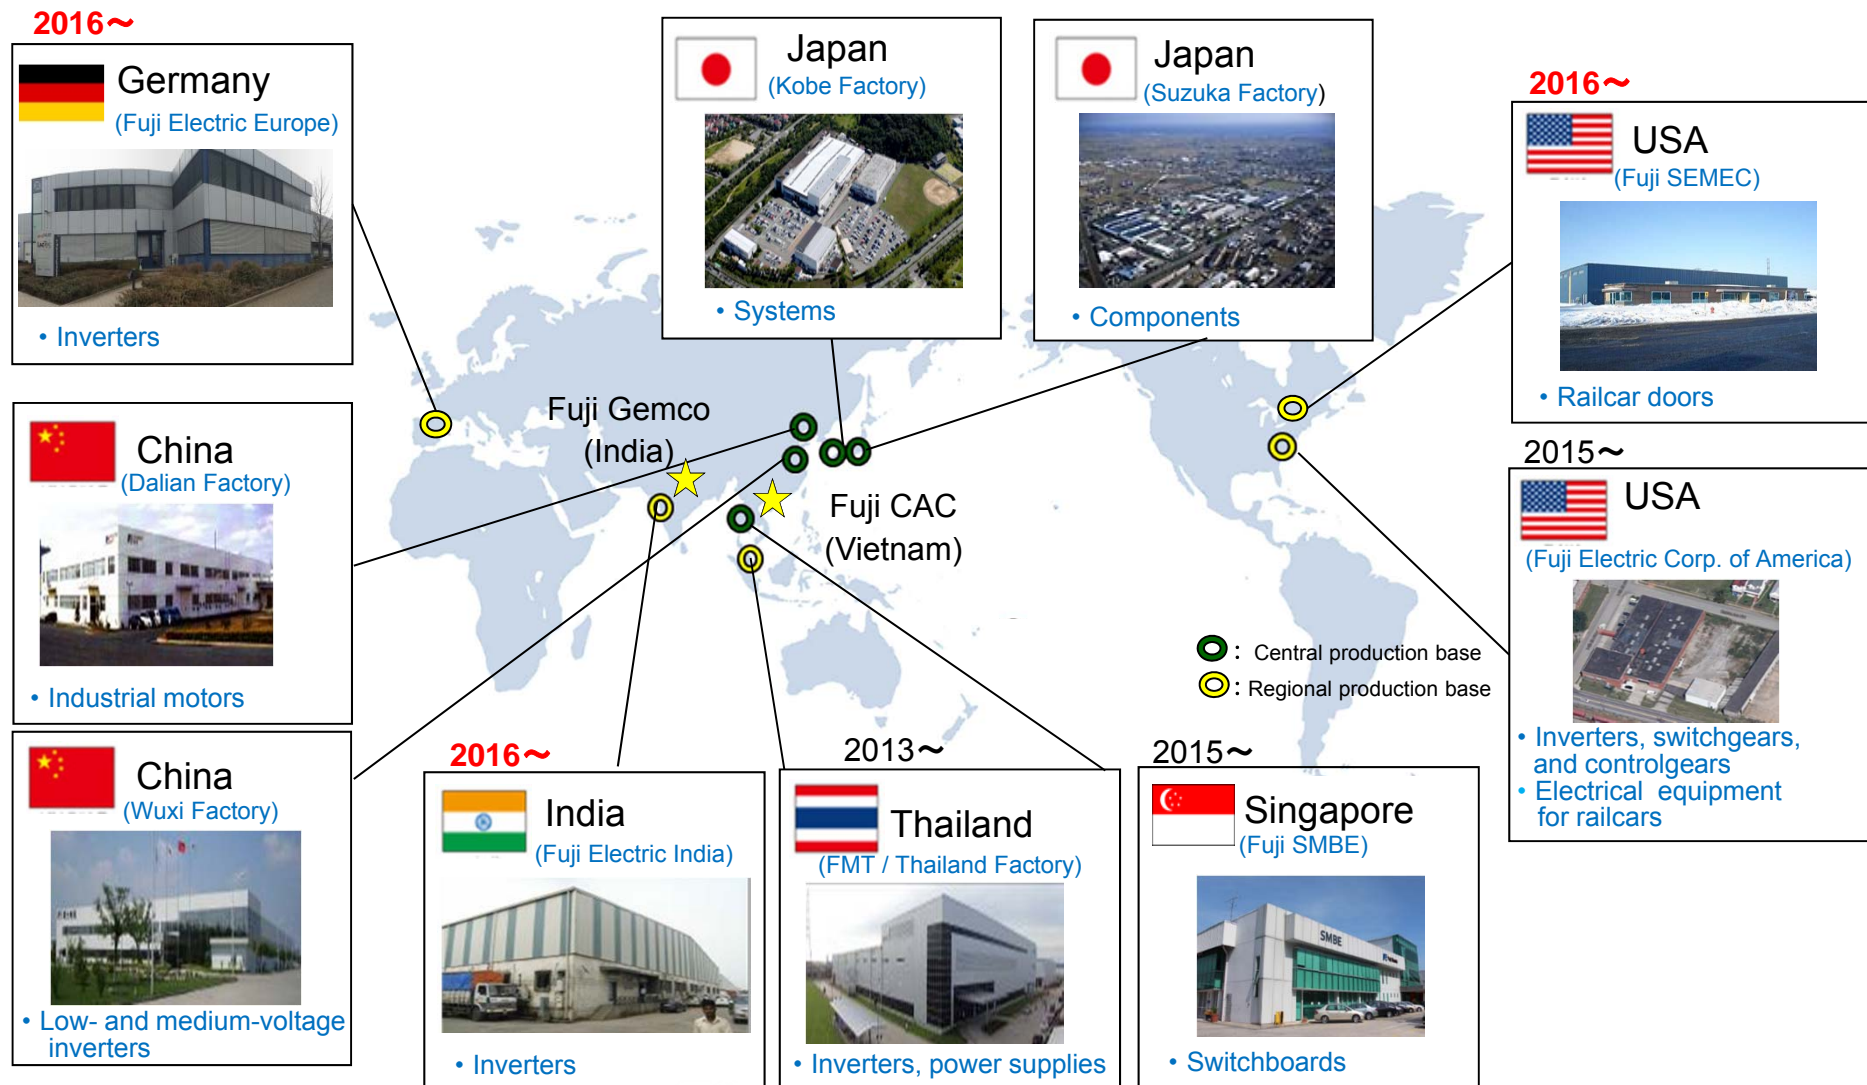 2016～
Germany
(Fuji Electric Europe)
• Inverters
Japan
(Kobe Factory)
• Systems
Japan
(Suzuka Factory)
• Components
2016～
USA
(Fuji SEMEC)
• Railcar doors
China
(Dalian Factory)
• Industrial motors
Fuji Gemco
(India)
Fuji CAC
(Vietnam)
: Central production base
: Regional production base
2015～
USA
(Fuji Electric Corp. of America)
• Inverters, switchgears,
and controlgears
• Electrical equipment
for railcars
China
(Wuxi Factory)
• Low- and medium-voltage
inverters
2016～
India
(Fuji Electric India)
• Inverters
2013～
Thailand
(FMT / Thailand Factory)
• Inverters, power supplies
2015～
Singapore
(Fuji SMBE)
SMBE
• Switchboards